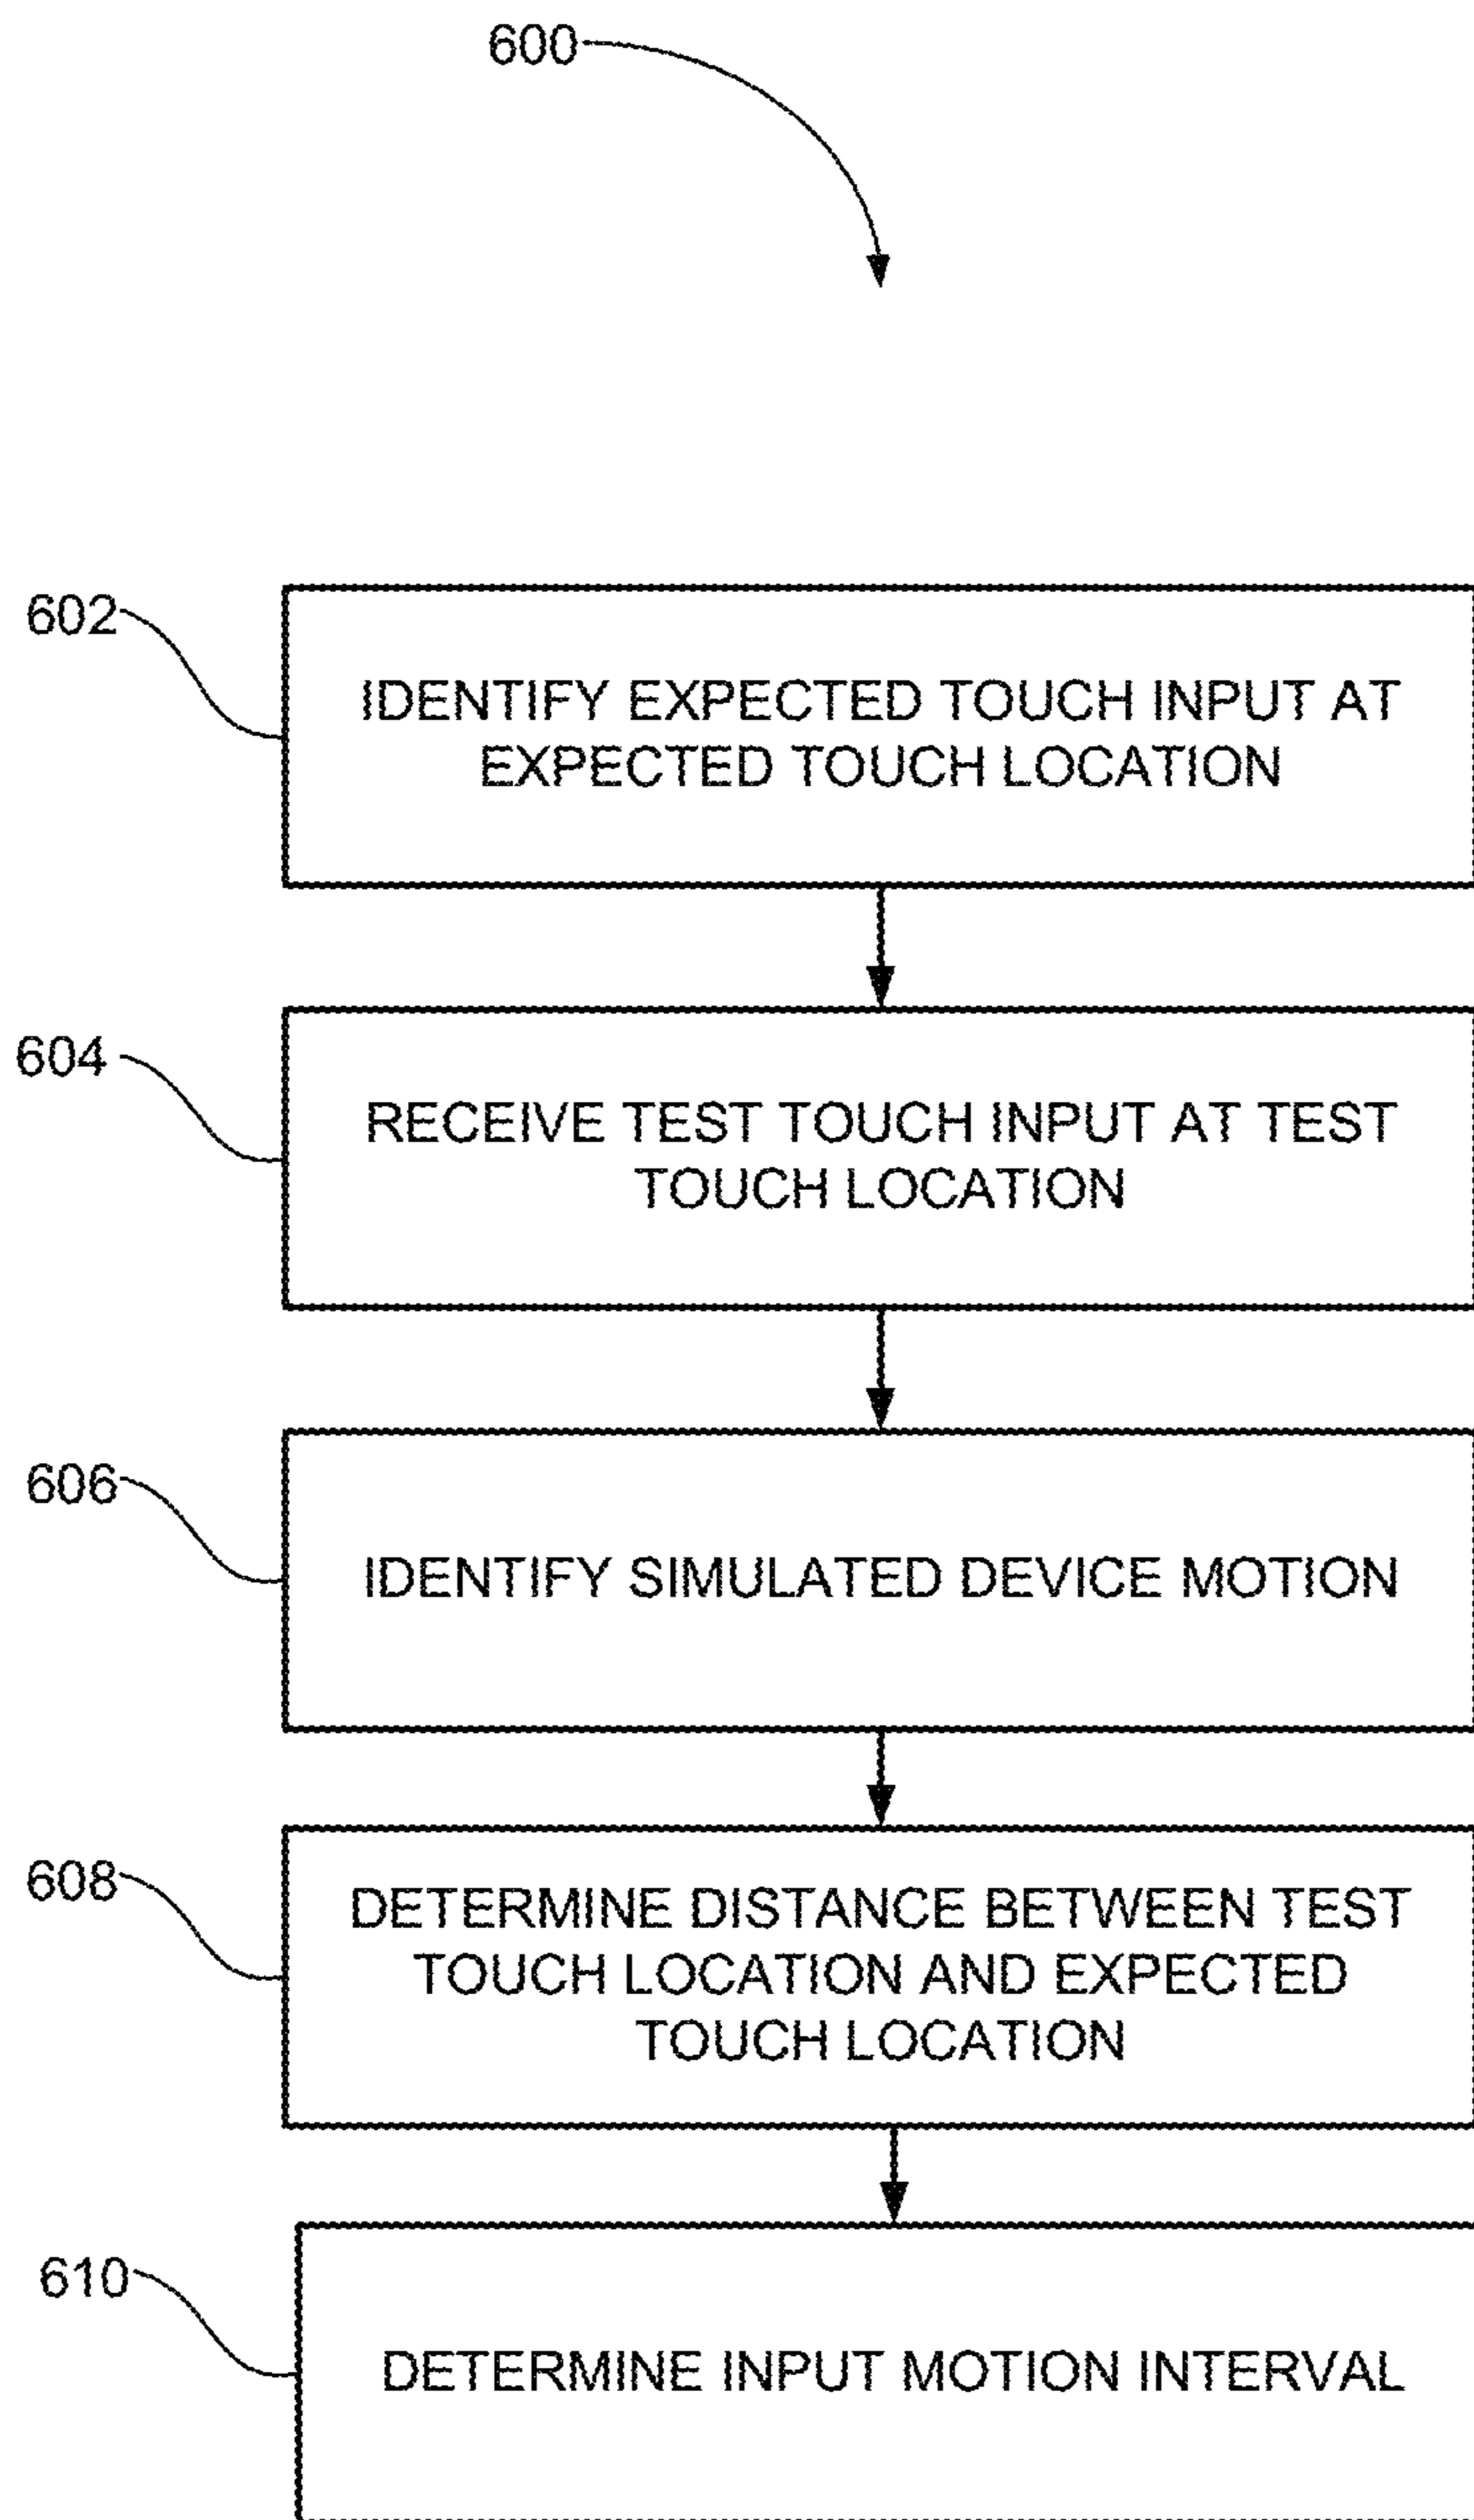 600
602
IDENTIFY EXPECTED TOUCH INPUT AT
EXPECTED TOUCH LOCATION
604
RECEIVE TEST TOUCH INPUT AT TEST
TOUCH LOCATION
606
IDENTIFY SIMULATED DEVICE MOTION
608
DETERMINE DISTANCE BETWEEN TEST
TOUCH LOCATION AND EXPECTED
TOUCH LOCATION
610
DETERMINE INPUT MOTION INTERVAL